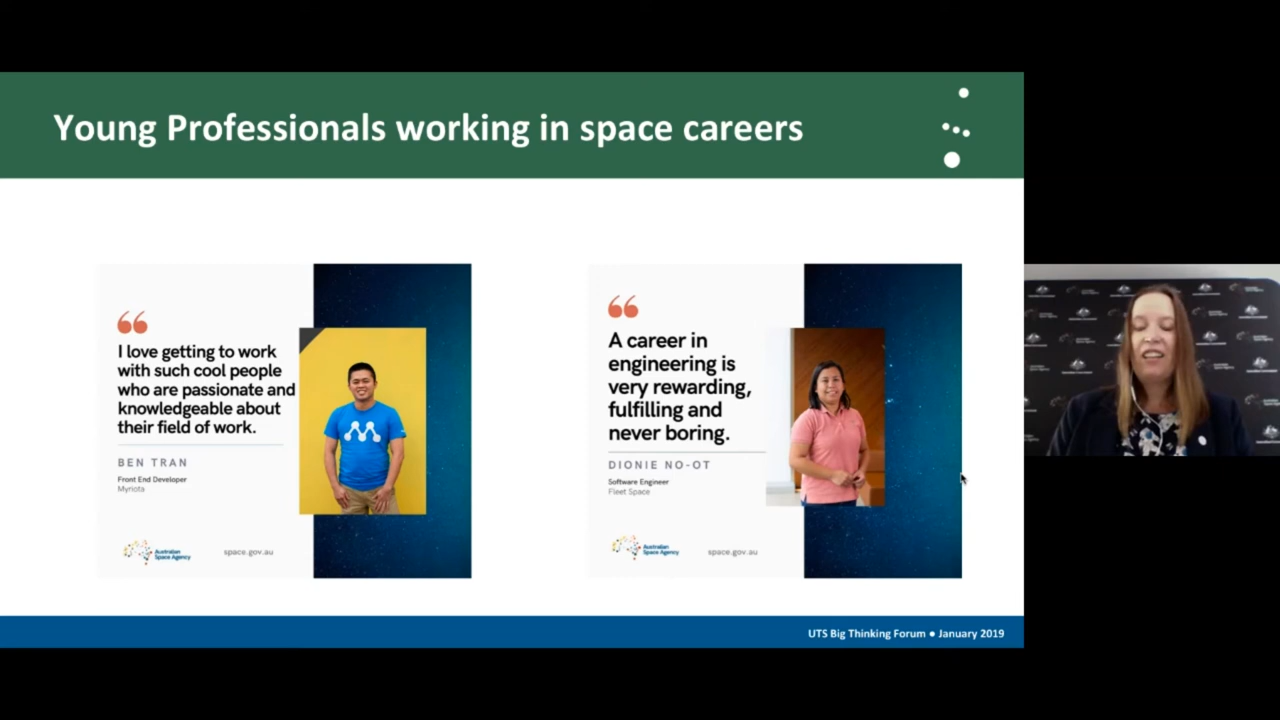 Young Professionals working in space careers
I love getting to work
with such cool people
who are passionate and
knowledgeable about
their field of work.
BEN TRAN
Front End Developer
Myriota
Australian
Space Agency
space.gov.au
A career in
engineering is
very rewarding,
fulfilling and
never boring.
DIONIE NO-OT
Software Engineer
Fleet Space
Australian
Space Agency
space.gov.au
UTS Big Thinking Forum ● January 2019